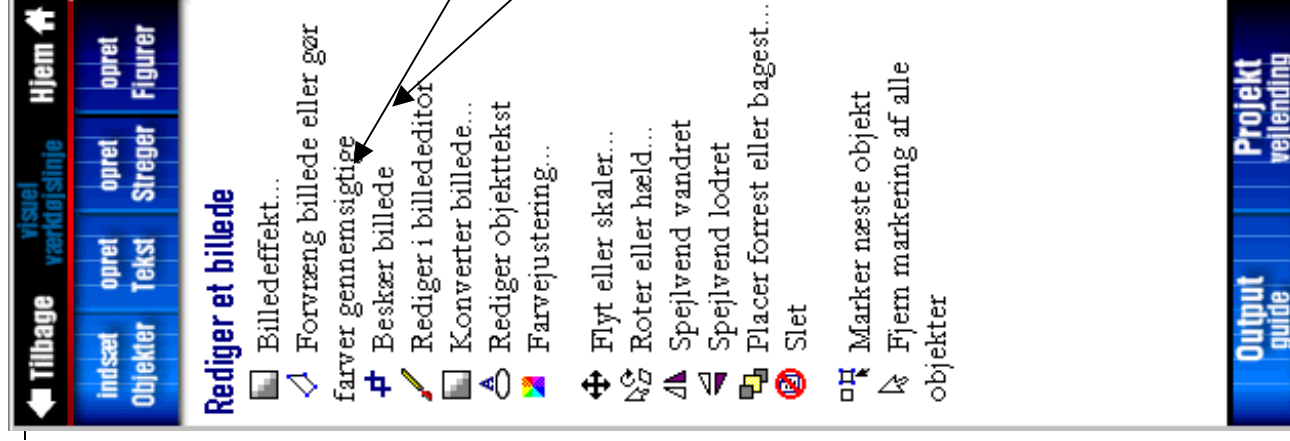 Tilbage visuel værktøjslinje Hjem
indsæt Objekter
opret Tekst
opret Streger
opret Figurer
Rediger et billede
Billedeffekt...
Forvræng billede eller gør
farver gennemsigtige
Beskær billede
Rediger i billededitor
Konverter billede...
Rediger objekttekst
Farvejustering...
Flyt eller skaler...
Roter eller hæld...
Spejlvend vandret
Spejlvend lodret
Placer forrest eller bagest...
Slet
Marker næste objekt
Fjern markering af alle
objekter
Output guide
Projekt vejlending